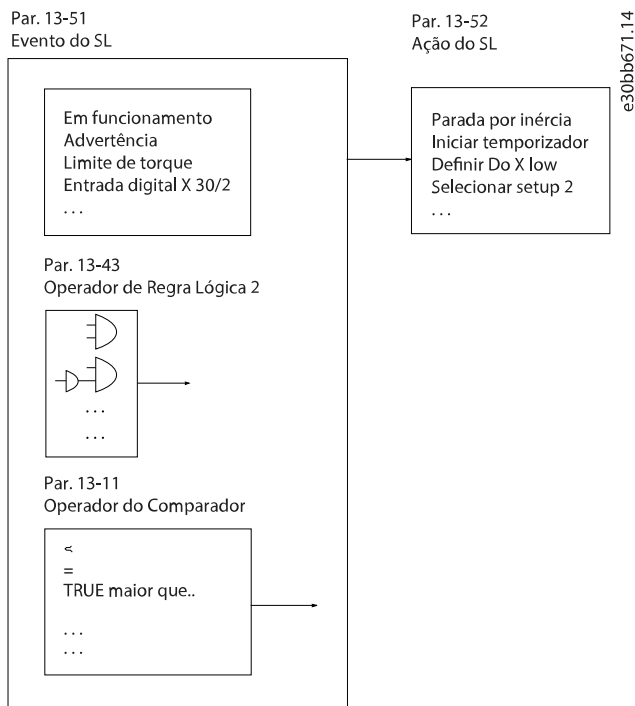 Par. 13-51
Evento do SL
Par. 13-52
Ação do SL
e30bb671.14
Em funcionamento
Advertência
Limite de torque
Entrada digital X 30/2
. . .
Parada por inércia
Iniciar temporizador
Definir Do X low
Selecionar setup 2
. . .
Par. 13-43
Operador de Regra Lógica 2
. . .
. . .
Par. 13-11
Operador do Comparador
<
=
TRUE maior que..
. . .
. . .